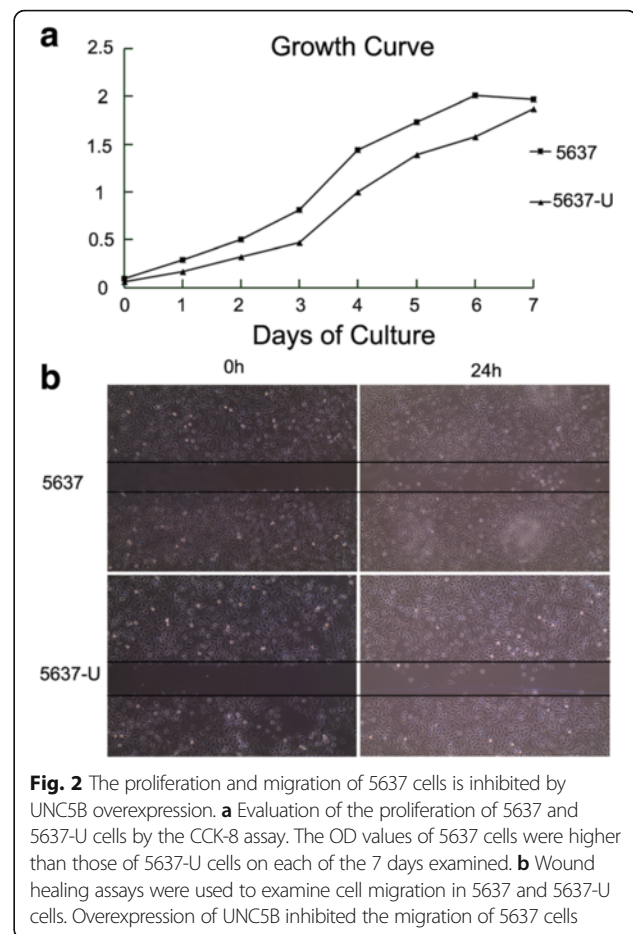 a
Growth Curve
2.5
2
1.5
1
0.5
0
5637
5637-U
0 1 2 3 4 5 6 7
Days of Culture
b
0h 24h
5637
5637-U
Fig. 2 The proliferation and migration of 5637 cells is inhibited by
UNC5B overexpression. a Evaluation of the proliferation of 5637 and
5637-U cells by the CCK-8 assay. The OD values of 5637 cells were higher
than those of 5637-U cells on each of the 7 days examined. b Wound
healing assays were used to examine cell migration in 5637 and 5637-U
cells. Overexpression of UNC5B inhibited the migration of 5637 cells